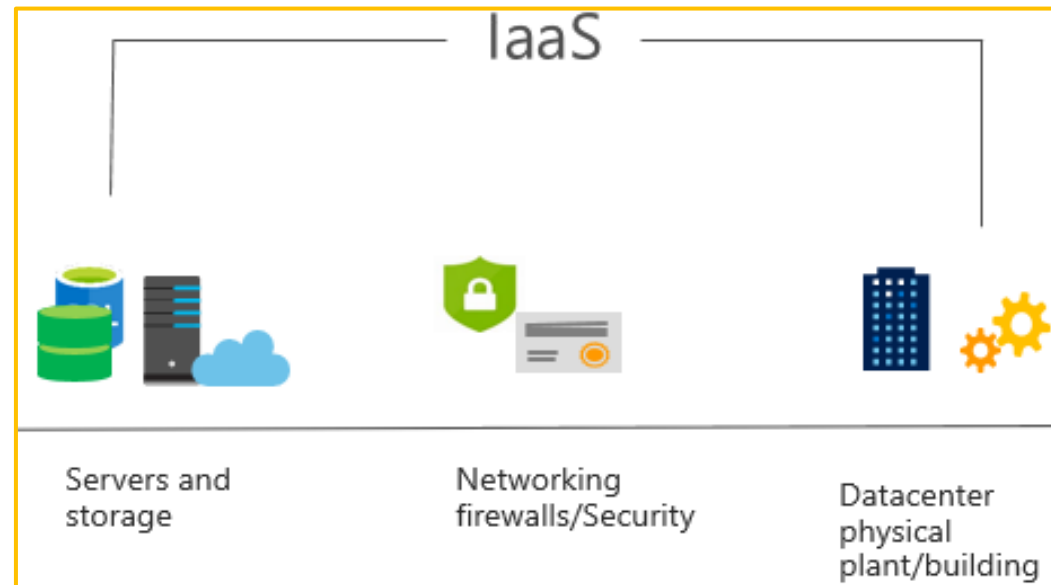 IaaS
Servers and
storage
Networking
firewalls/Security
Datacenter
physical
plant/building